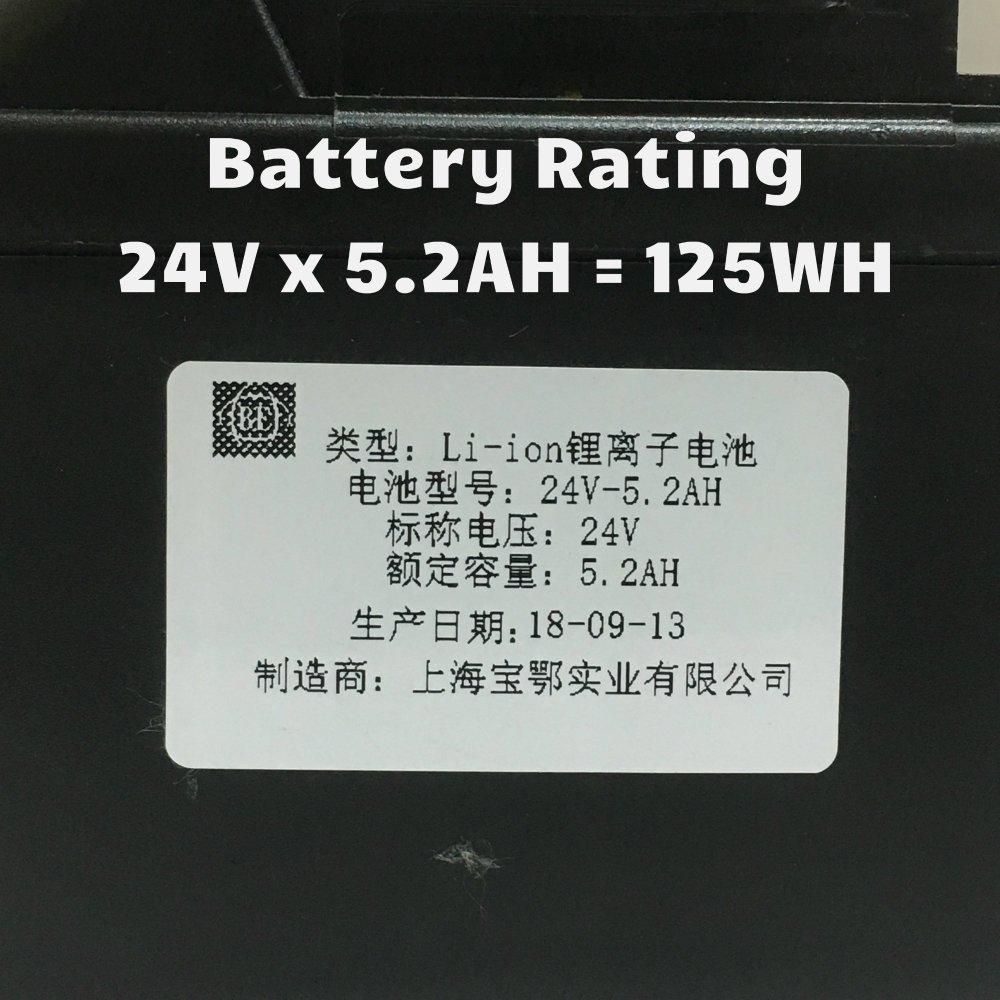 Battery Rating
24V x 5.2AH = 125WH
BE
类型: Li-ion锂离子电池
电池型号: 24V-5.2AH
标称电压: 24V
额定容量: 5.2AH
生产日期:18-09-13
制造商: 上海宝鄂实业有限公司